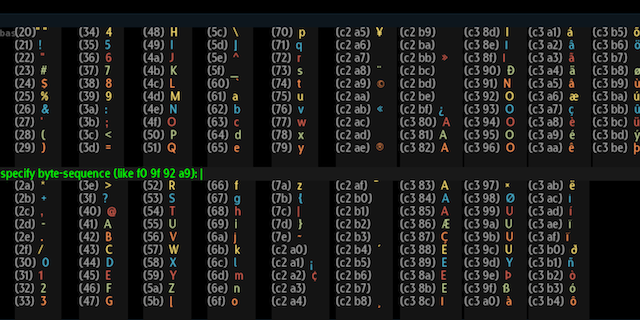 (20)"" (34) 4 (48) H (5c) \ (70) p (c2 a5) ¥ (c2 b9) (c3 8d) I (c3 a1) á (c3 b5) õ
(21) ! (35) 5 (49) I (5d) ] (71) q (c2 a6) (c2 ba) (c3 8e) I (c3 a2) â
(22) " (36) 6 (4a) J (5e) ^ (72) r (c2 a7) (c2 bb) » (c3 8f) I (c3 a3) ã (c3 b7)
(23) # (37) 7 (4b) K (5f) _ (73) s (c2 a8) ¨ (c2 bc) (c3 90) Ð (c3 a4) ä (c3 b8) ø
(24) $ (38) 8 (4c) L (60) ` (74) t (c2 a9) © (c2 bd) (c3 91) N (c3 a5) å
(25) % (39) 9 (4d) M (61) a (75) u (c2 aa) (c2 be) (c3 92) O (c3 a6) æ (c3 ba) ú
(26) & (3a) : (4e) N (62) b (76) v (c2 ab) « (c2 bf) ¿ (c3 93) O (c3 a7) ç (c3 bb)
(27) ' (3b) ; (4f) O (63) c (77) w (c2 ac) (c3 80) A (c3 94) O (c3 a8) è (c3 bc) ü
(28) ( (3c) < (50) P (64) d (78) x (c2 ad) (c3 81) A (c3 95) O (c3 a9) é (c3 bd)
(29) ) (3d) = (51) Q (65) e (79) y (c2 ae) ® (c3 82) A (c3 96) O (c3 aa) ê (c3 be) þ
specify byte-sequence (like f0 9f 92 a9):
(2a) * (3e) > (52) R (66) f (7a) z (c2 af) ¯ (c3 83) A (c3 97) × (c3 ab) ë
(2b) + (3f) ? (53) S (67) g (7b) { (c2 b0) (c3 84) A (c3 98) Ø (c3 ac) ì
(2c) , (40) @ (54) T (68) h (7c) | (c2 b1) (c3 85) A (c3 99) U (c3 ad) í
(2d) - (41) A (55) U (69) i (7d) } (c2 b2) (c3 86) Æ (c3 9a) U (c3 ae) î
(2e) . (42) B (56) V (6a) j (7e) ~ (c2 b3) (c3 87) Ç (c3 9b) U (c3 af) ï
(2f) / (43) C (57) W (6b) k (c2 a0) (c2 b4) ´ (c3 88) E (c3 9c) U (c3 b0) ð
(30) 0 (44) D (58) X (6c) l (c2 a1) ¡ (c2 b5) (c3 89) E (c3 9d) Y (c3 b1) ñ
(31) 1 (45) E (59) Y (6d) m (c2 a2) ¢ (c2 b6) (c3 8a) E (c3 9e) Þ (c3 b2) ò
(32) 2 (46) F (5a) Z (6e) n (c2 a3) (c2 b7) (c3 8b) E (c3 9f) ß (c3 b3) ó
(33) 3 (47) G (5b) [ (6f) o (c2 a4) (c2 b8) ¸ (c3 8c) I (c3 a0) à (c3 b4) ô